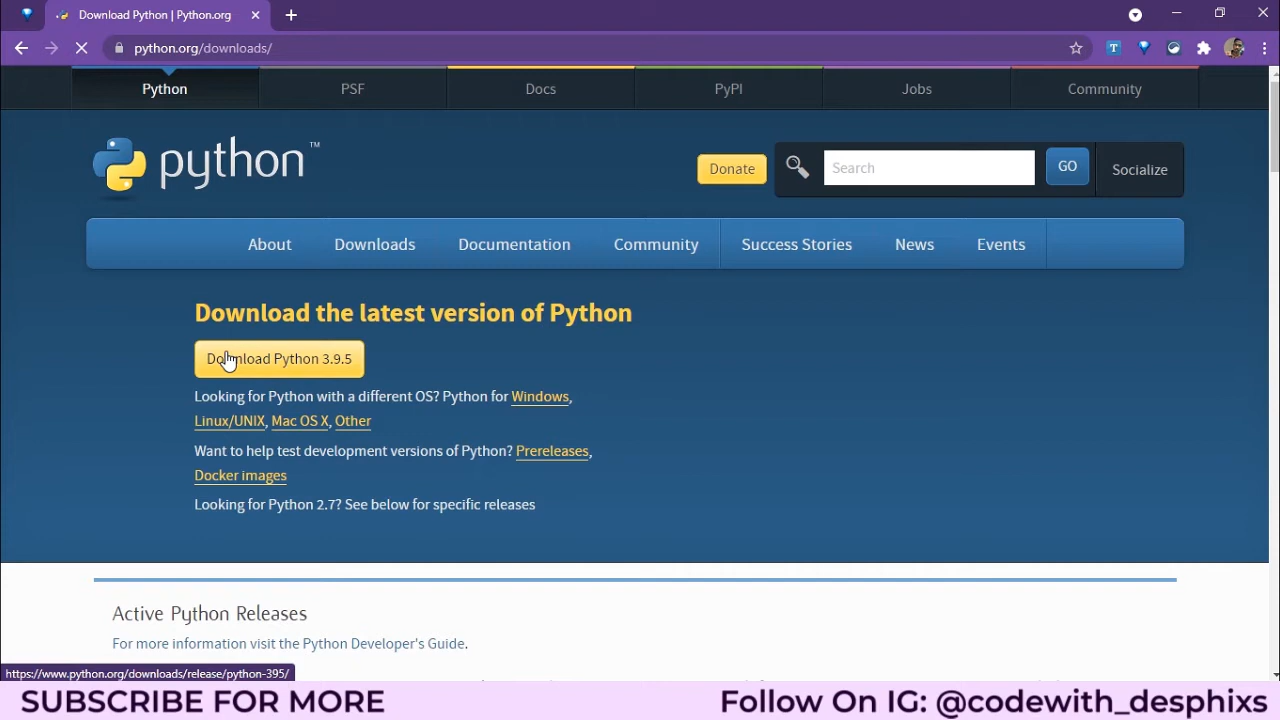 Download Python | Python.org
python.org/downloads/
Python PSF Docs PyPI Jobs Community
python™
Donate Search GO Socialize
About Downloads Documentation Community Success Stories News Events
Download the latest version of Python
Download Python 3.9.5
Looking for Python with a different OS? Python for Windows,
Linux/UNIX, Mac OS X, Other
Want to help test development versions of Python? Prereleases,
Docker images
Looking for Python 2.7? See below for specific releases
Active Python Releases
For more information visit the Python Developer's Guide.
https://www.python.org/downloads/release/python-395/
SUBSCRIBE FOR MORE Follow On IG: @codewith_desphixs